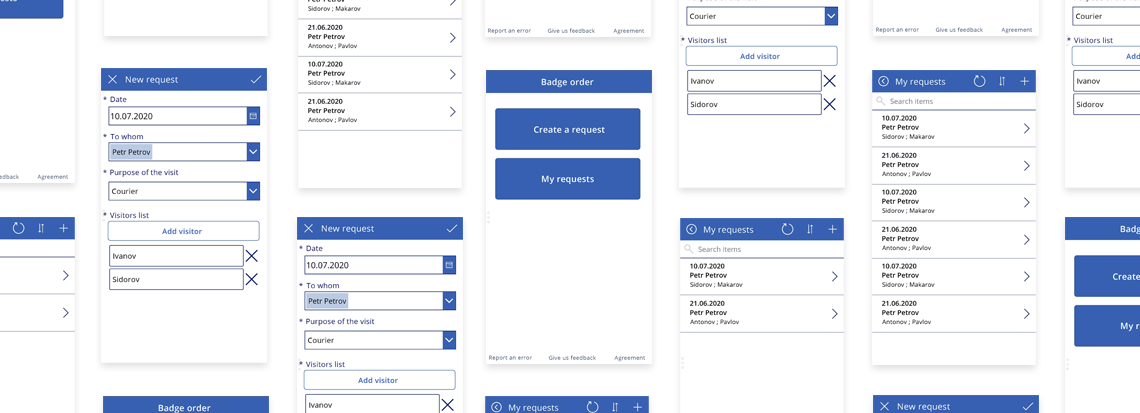 Agreement
New request
* Date
10.07.2020
* To whom
Petr Petrov
* Purpose of the visit
Courier
* Visitors list
Add visitor
Ivanov
Sidorov
Badge order
Sidorov ; Makarov
21.06.2020
Petr Petrov
Antonov ; Pavlov
10.07.2020
Petr Petrov
Sidorov ; Makarov
21.06.2020
Petr Petrov
Antonov ; Pavlov
New request
* Date
10.07.2020
* To whom
Petr Petrov
* Purpose of the visit
Courier
* Visitors list
Add visitor
Ivanov
Report an error Give us feedback Agreement
Badge order
Create a request
My requests
Report an error Give us feedback Agreement
My requests
Courier
* Visitors list
Add visitor
Ivanov
Sidorov
My requests
Search items
10.07.2020
Petr Petrov
Sidorov ; Makarov
21.06.2020
Petr Petrov
Antonov ; Pavlov
Report an error Give us feedback Agreement
My requests
Search items
10.07.2020
Petr Petrov
Sidorov ; Makarov
21.06.2020
Petr Petrov
Antonov ; Pavlov
10.07.2020
Petr Petrov
Sidorov ; Makarov
21.06.2020
Petr Petrov
Antonov ; Pavlov
10.07.2020
Petr Petrov
Sidorov ; Makarov
21.06.2020
Petr Petrov
Antonov ; Pavlov
New request
Courier
* Visitors list
Add
Ivanov
Sidorov
Badg
Create
My r